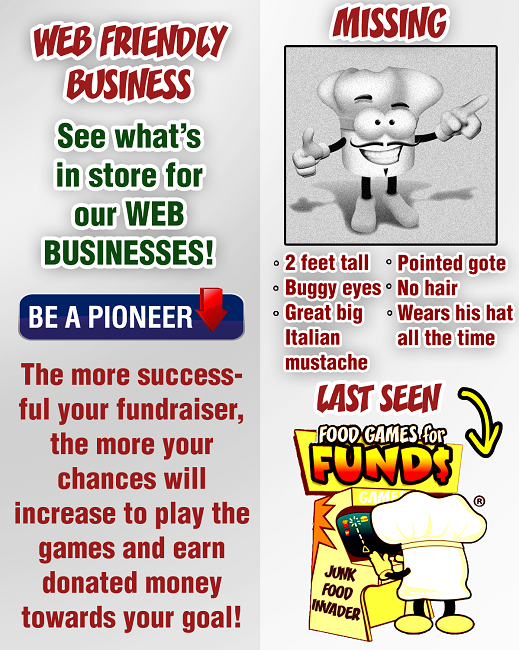 WEB FRIENDLY
BUSINESS
See what's
in store for
our WEB
BUSINESSES!
BE A PIONEER
The more success-
ful your fundraiser,
the more your
chances will
increase to play the
games and earn
donated money
towards your goal!
MISSING
2 feet tall
Buggy eyes
Great big
Italian
mustache
Pointed gote
No hair
Wears his hat
all the time
LAST SEEN
FOOD GAMES for
FUND$
GAME
®
JUNK
FOOD
INVADER